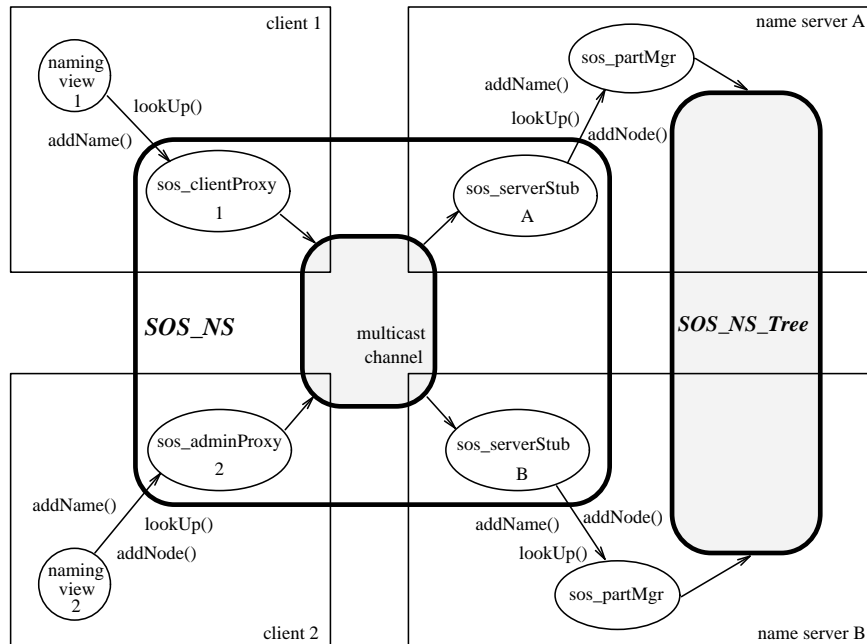 client 1
name server A
naming
view
1
lookUp()
addName()
sos_clientProxy
1
sos_partMgr
addName()
lookUp()
addNode()
sos_serverStub
A
SOS_NS
multicast
channel
SOS_NS_Tree
sos_adminProxy
2
addName()
lookUp()
addNode()
naming
view
2
client 2
sos_serverStub
B
addName()
addNode()
lookUp()
sos_partMgr
name server B